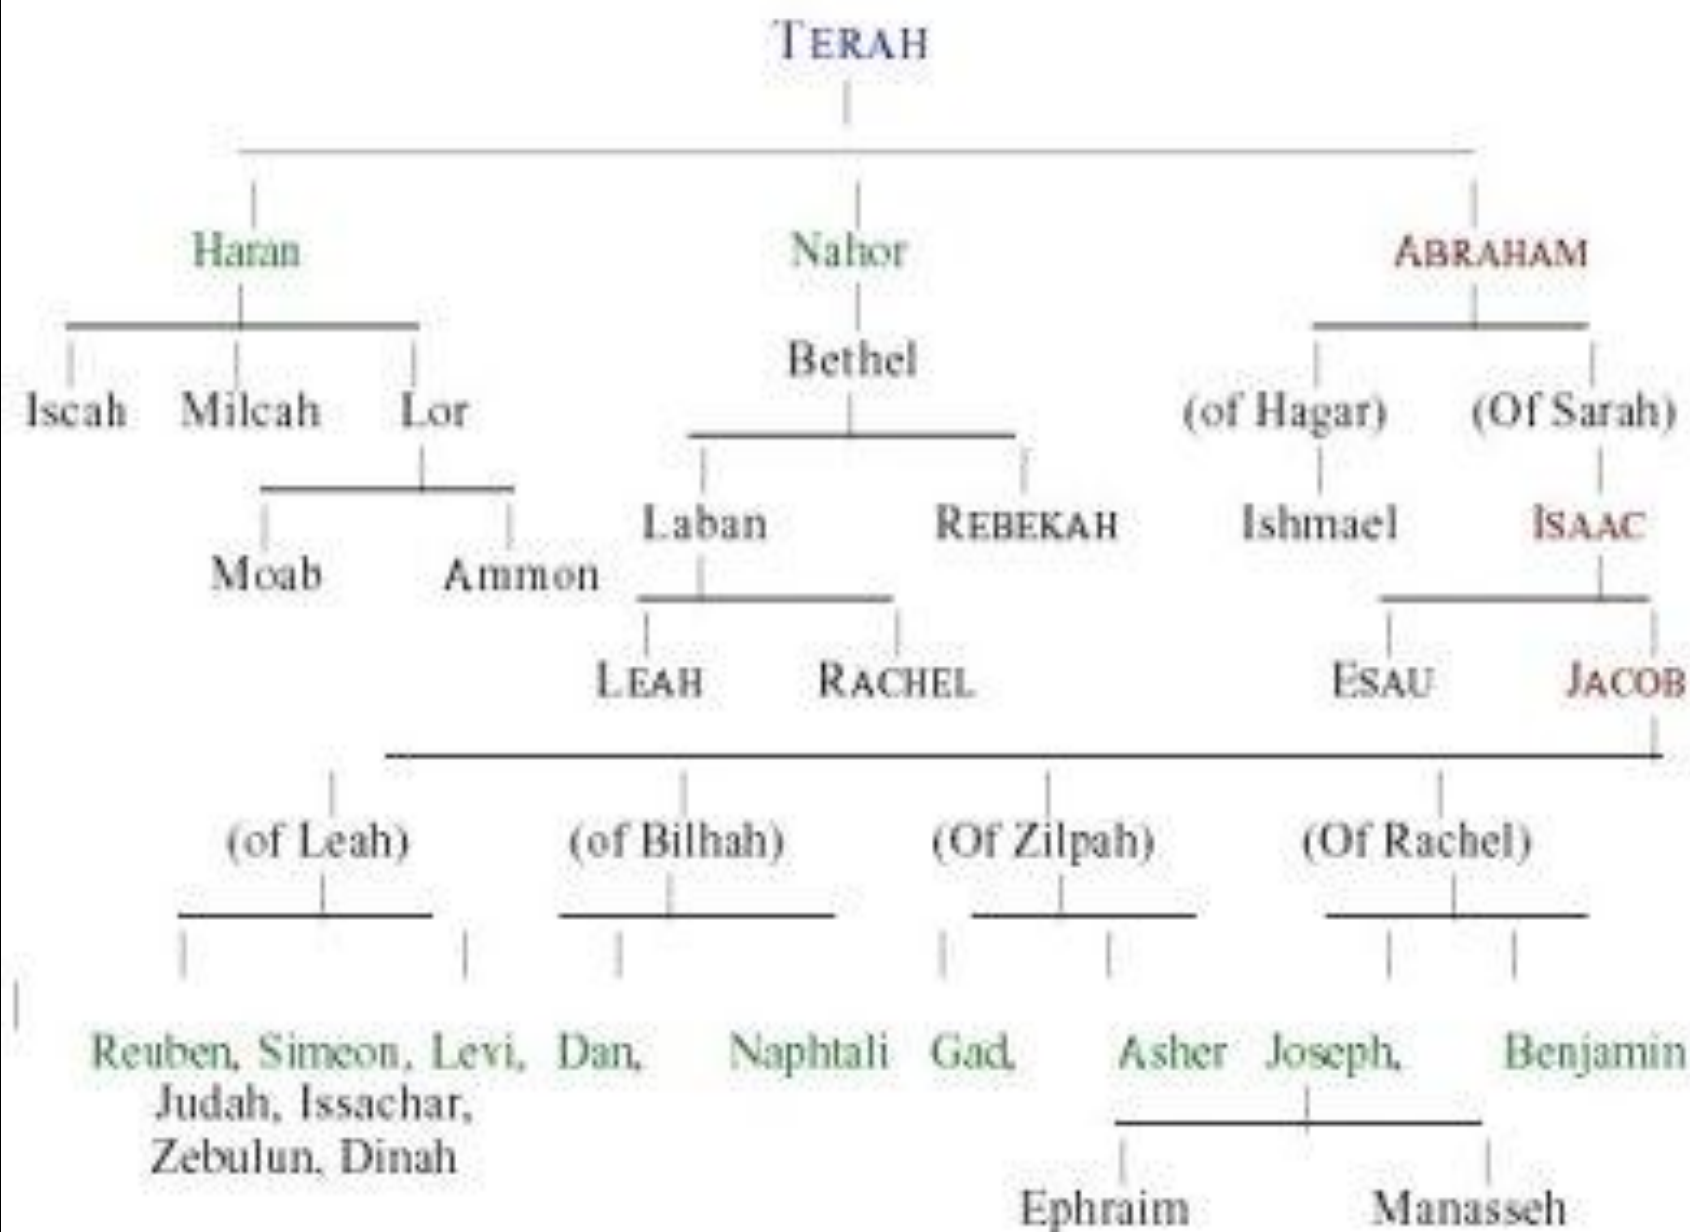 TERAH
Haran Nahor ABRAHAM
Bethel
Iscah Milcah Lor (of Hagar) (Of Sarah)
Laban REBEKAH Ishmael ISAAC
Moab Ammon
LEAH RACHEL ESAU JACOB
(of Leah) (of Bilhah) (Of Zilpah) (Of Rachel)
Reuben, Simeon, Levi, Dan, Naphtali Gad, Asher Joseph, Benjamin
Judah, Issachar,
Zebulun, Dinah
Ephraim Manasseh